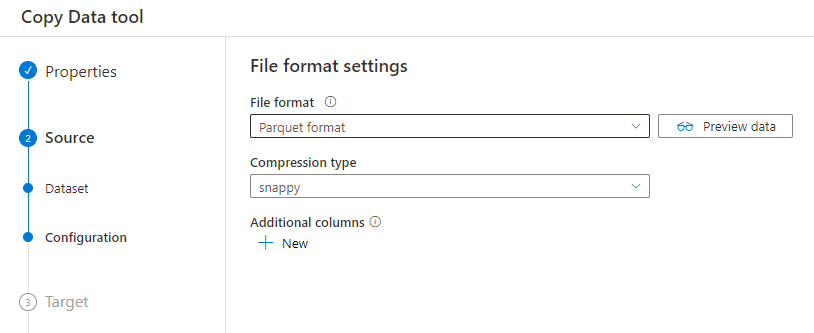 Copy Data tool
Properties
2 Source
Dataset
Configuration
3 Target
File format settings
File format
Parquet format
Preview data
Compression type
snappy
Additional columns
New